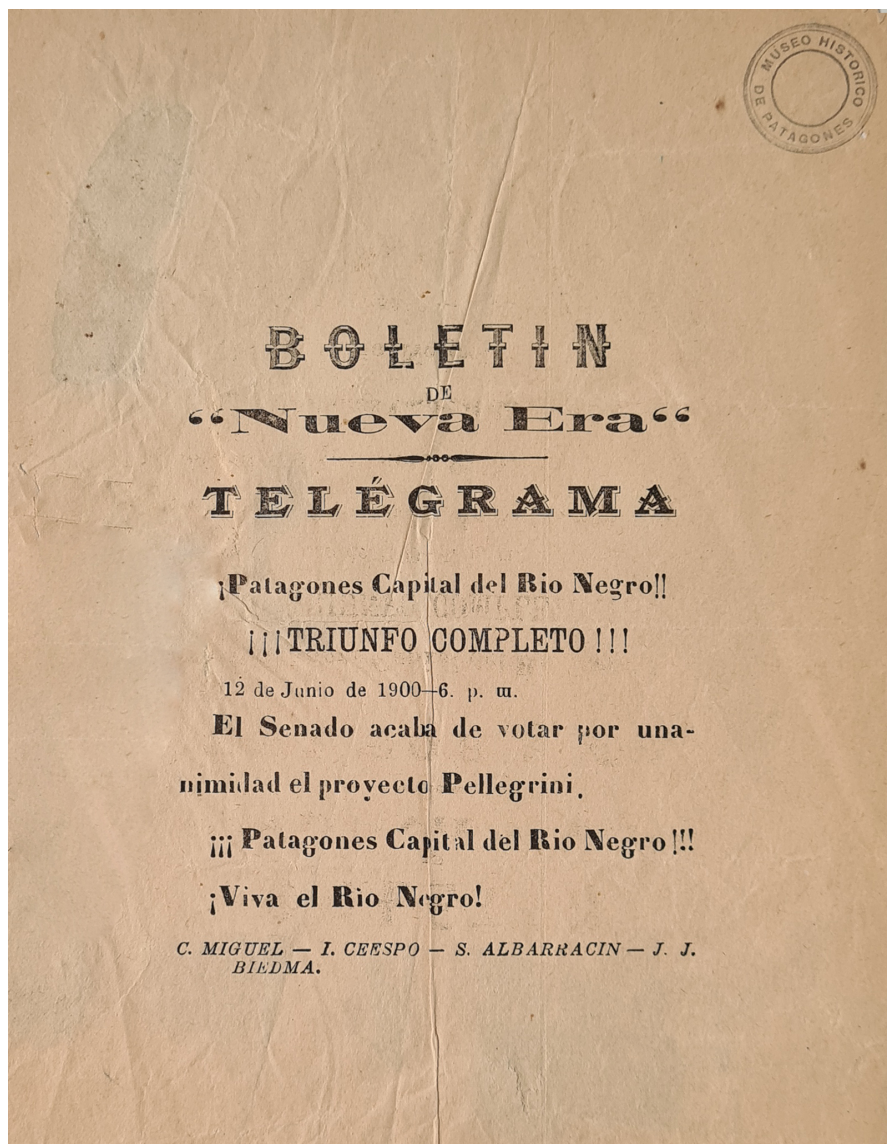 MUSEO HISTORICO
DE PATAGONES
BOLETIN
DE
“Nueva Era“
TELÉGRAMA
¡Patagones Capital del Rio Negro!!
¡¡¡TRIUNFO COMPLETO!!!
12 de Junio de 1900—6. p. m.
El Senado acaba de votar por una-
nimidad el proyecto Pellegrini.
¡¡¡ Patagones Capital del Rio Negro!!!
¡Viva el Rio Negro!
C. MIGUEL — I. CEESPO — S. ALBARRACIN — J. J.
BIEDMA.